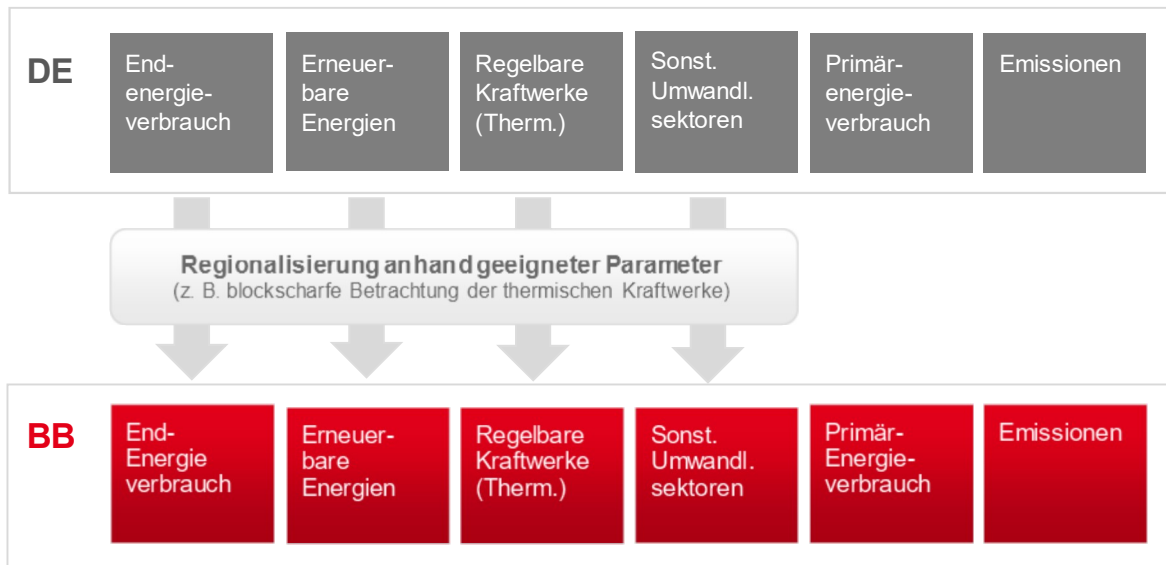 DE
End-
energie-
verbrauch
Erneuer-
bare
Energien
Regelbare
Kraftwerke
(Therm.)
Sonst.
Umwandl.
sektoren
Primär-
energie-
verbrauch
Emissionen
Regionalisierung anhand geeigneter Parameter
(z. B. blockscharfe Betrachtung der thermischen Kraftwerke)
BB
End-
Energie
verbrauch
Erneuer-
bare
Energien
Regelbare
Kraftwerke
(Therm.)
Sonst.
Umwandl.
sektoren
Primär-
Energie-
verbrauch
Emissionen